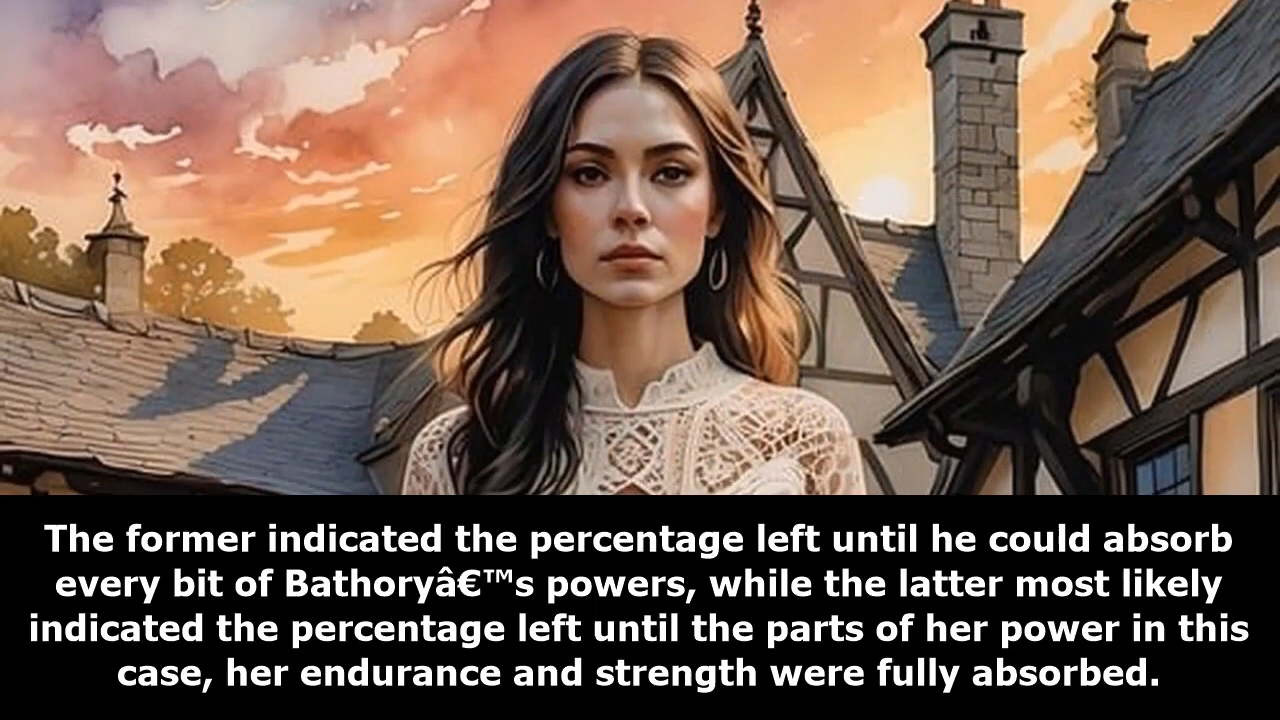 The former indicated the percentage left until he could absorb
every bit of Bathoryâ€™s powers, while the latter most likely
indicated the percentage left until the parts of her power in this
case, her endurance and strength were fully absorbed.